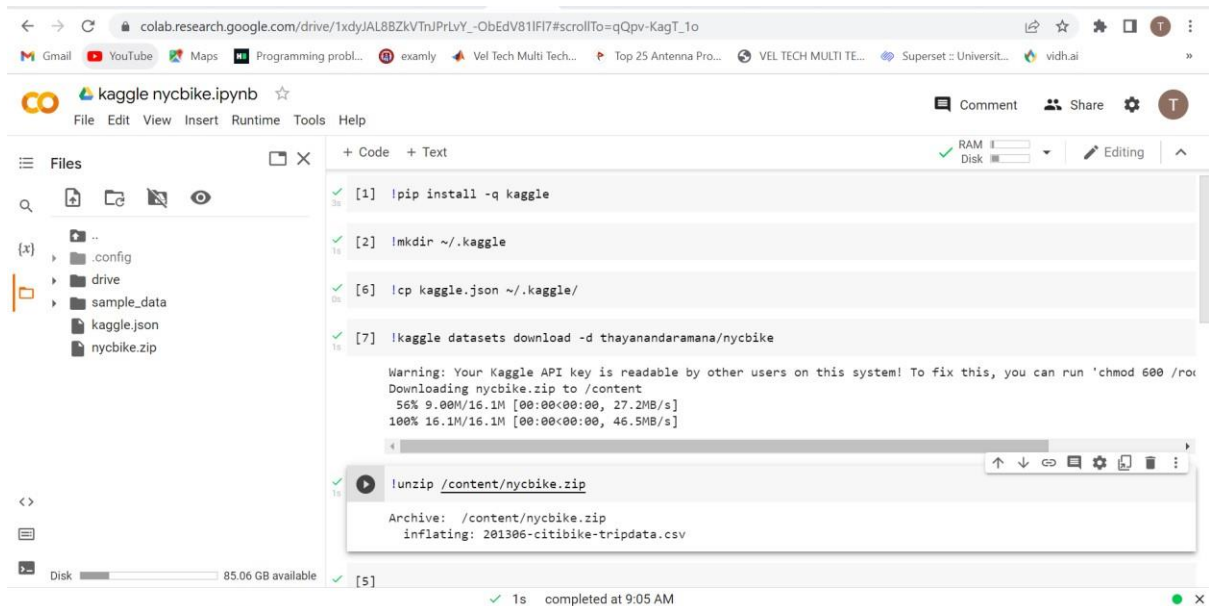 colab.research.google.com/drive/1xdyJAL8BZkVTnJPrLvY_-ObEdV81lFl7#scrollTo=qQpv-KagT_1o
T
Gmail YouTube Maps Programming probl... examly Vel Tech Multi Tech... Top 25 Antenna Pro... VEL TECH MULTI TE... Superset :: Universit... vidh.ai »
CO kaggle nycbike.ipynb
Comment Share T
File Edit View Insert Runtime Tools Help
Files
+ Code + Text
RAM
Disk
Editing
[1] !pip install -q kaggle
3s
..
{x}
[2] !mkdir ~/.kaggle
1s
.config
drive
[6] !cp kaggle.json ~/.kaggle/
0s
sample_data
kaggle.json
[7] !kaggle datasets download -d thayanandaramana/nycbike
1s
nycbike.zip
Warning: Your Kaggle API key is readable by other users on this system! To fix this, you can run 'chmod 600 /roo
Downloading nycbike.zip to /content
56% 9.00M/16.1M [00:00<00:00, 27.2MB/s]
100% 16.1M/16.1M [00:00<00:00, 46.5MB/s]
!unzip /content/nycbike.zip
1s
Archive: /content/nycbike.zip
inflating: 201306-citibike-tripdata.csv
Disk 85.06 GB available
[5]
1s completed at 9:05 AM